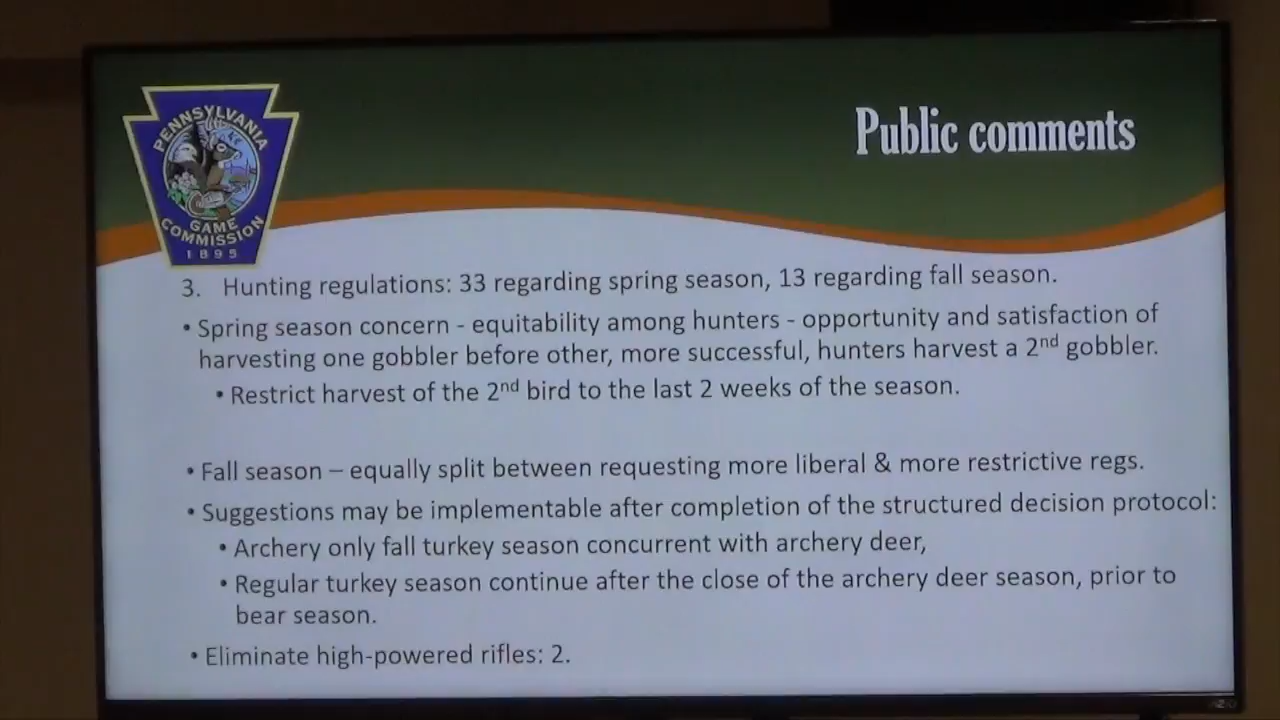 Public comments
PENNSYLVANIA
GAME
COMMISSION
1895
3. Hunting regulations: 33 regarding spring season, 13 regarding fall season.
• Spring season concern - equitability among hunters - opportunity and satisfaction of
harvesting one gobbler before other, more successful, hunters harvest a 2nd gobbler.
• Restrict harvest of the 2nd bird to the last 2 weeks of the season.
• Fall season – equally split between requesting more liberal & more restrictive regs.
• Suggestions may be implementable after completion of the structured decision protocol:
• Archery only fall turkey season concurrent with archery deer,
• Regular turkey season continue after the close of the archery deer season, prior to
bear season.
• Eliminate high-powered rifles: 2.